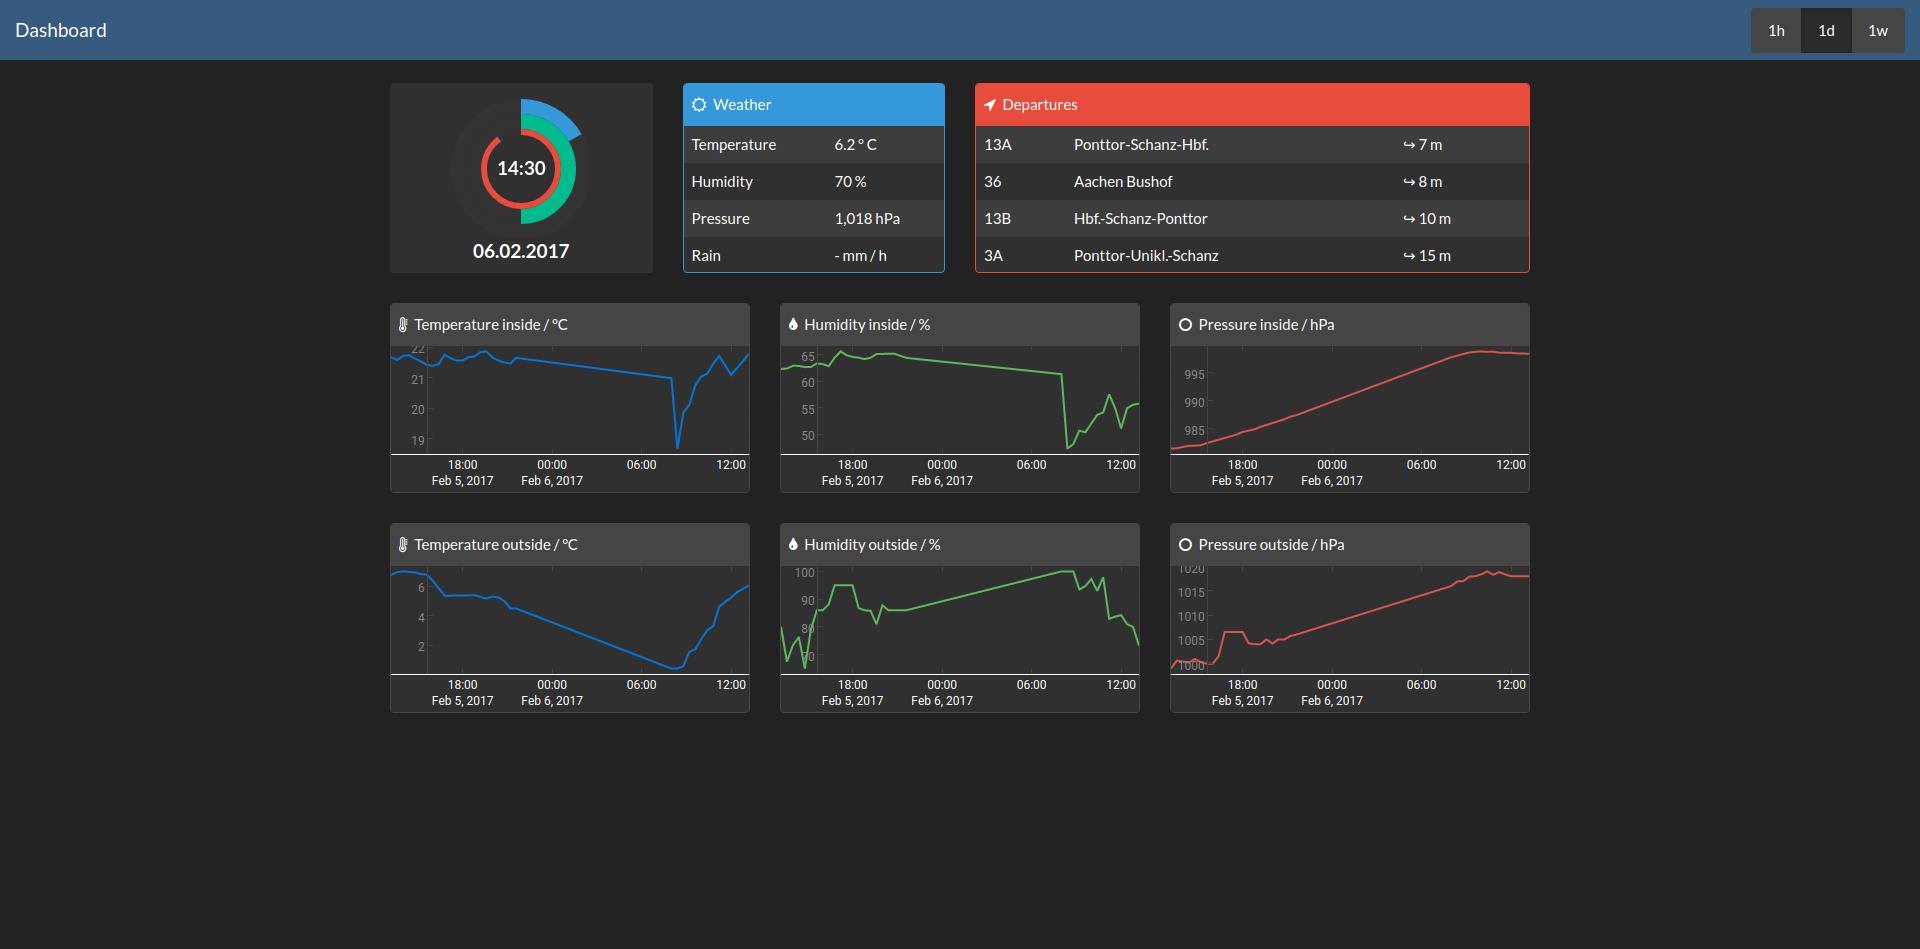 Dashboard
1h 1d 1w
14:30
06.02.2017
Weather
Temperature 6.2 ° C
Humidity 70 %
Pressure 1,018 hPa
Rain - mm / h
Departures
13A Ponttor-Schanz-Hbf. ↪ 7 m
36 Aachen Bushof ↪ 8 m
13B Hbf.-Schanz-Ponttor ↪ 10 m
3A Ponttor-Unikl.-Schanz ↪ 15 m
Temperature inside / °C
22
21
20
19
18:00 00:00 06:00 12:00
Feb 5, 2017 Feb 6, 2017
Humidity inside / %
65
60
55
50
18:00 00:00 06:00 12:00
Feb 5, 2017 Feb 6, 2017
Pressure inside / hPa
995
990
985
18:00 00:00 06:00 12:00
Feb 5, 2017 Feb 6, 2017
Temperature outside / °C
6
4
2
18:00 00:00 06:00 12:00
Feb 5, 2017 Feb 6, 2017
Humidity outside / %
100
90
80
70
18:00 00:00 06:00 12:00
Feb 5, 2017 Feb 6, 2017
Pressure outside / hPa
1020
1015
1010
1005
1000
18:00 00:00 06:00 12:00
Feb 5, 2017 Feb 6, 2017